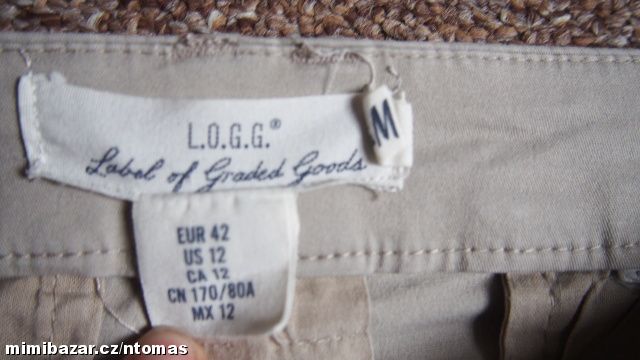 L.O.G.G.®
M
Label of Graded Goods
EUR 42
US 12
CA 12
CN 170/80A
MX 12
mimibazar.cz/ntomas